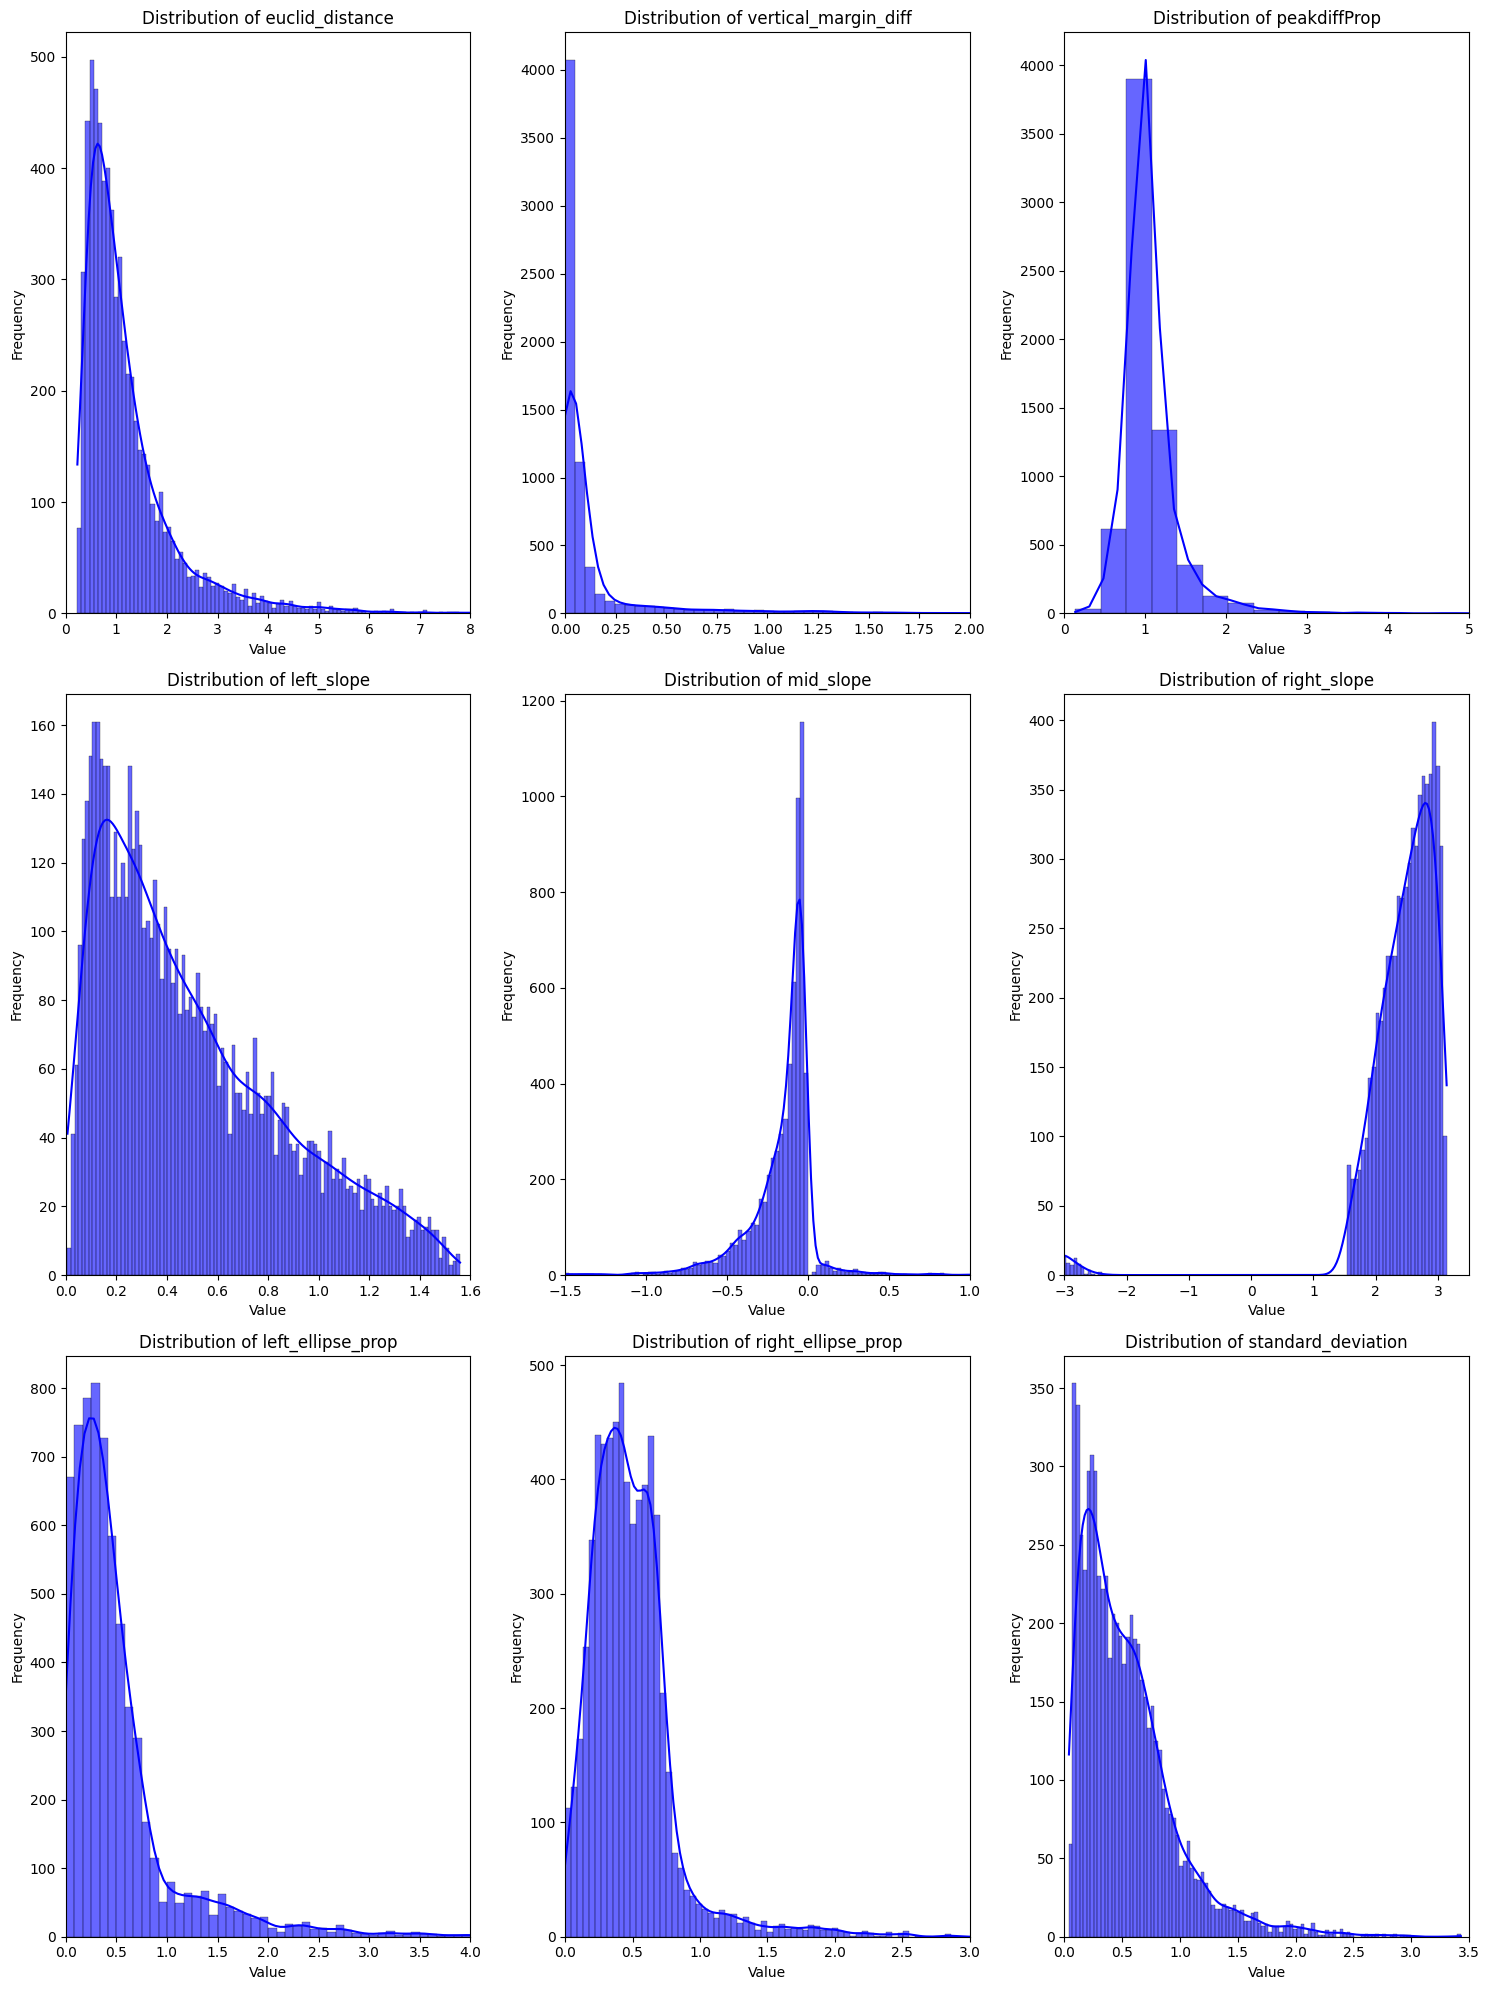 Distribution of euclid_distance
Frequency
500
400
300
200
100
0
0 1 2 3 4 5 6 7 8
Value
Distribution of vertical_margin_diff
Frequency
4000
3500
3000
2500
2000
1500
1000
500
0
0.00 0.25 0.50 0.75 1.00 1.25 1.50 1.75 2.00
Value
Distribution of peakdiffProp
Frequency
4000
3500
3000
2500
2000
1500
1000
500
0
0 1 2 3 4 5
Value
Distribution of left_slope
Frequency
160
140
120
100
80
60
40
20
0
0.0 0.2 0.4 0.6 0.8 1.0 1.2 1.4 1.6
Value
Distribution of mid_slope
Frequency
1200
1000
800
600
400
200
0
−1.5 −1.0 −0.5 0.0 0.5 1.0
Value
Distribution of right_slope
Frequency
400
350
300
250
200
150
100
50
0
−3 −2 −1 0 1 2 3
Value
Distribution of left_ellipse_prop
Frequency
800
700
600
500
400
300
200
100
0
0.0 0.5 1.0 1.5 2.0 2.5 3.0 3.5 4.0
Value
Distribution of right_ellipse_prop
Frequency
500
400
300
200
100
0
0.0 0.5 1.0 1.5 2.0 2.5 3.0
Value
Distribution of standard_deviation
Frequency
350
300
250
200
150
100
50
0
0.0 0.5 1.0 1.5 2.0 2.5 3.0 3.5
Value